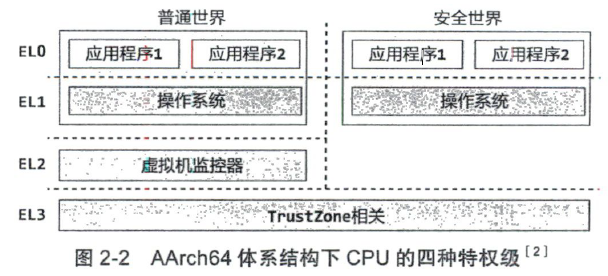 普通世界 安全世界
EL0 应用程序1 应用程序2 应用程序1 应用程序2
EL1 操作系统 操作系统
EL2 虚拟机监控器
EL3 TrustZone相关
图 2-2 AArch64 体系结构下 CPU 的四种特权级[2]